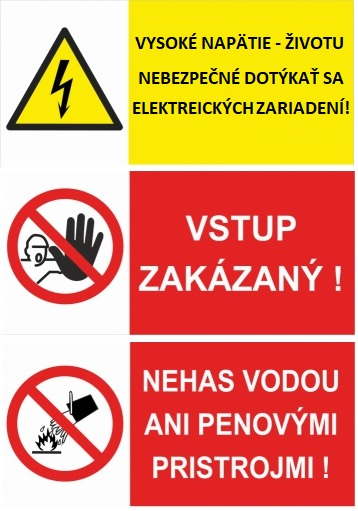 VYSOKÉ NAPÄTIE - ŽIVOTU
NEBEZPEČNÉ DOTÝKAŤ SA
ELEKTREICKÝCH ZARIADENÍ!
VSTUP
ZAKÁZANÝ !
NEHAS VODOU
ANI PENOVÝMI
PRISTROJMI !